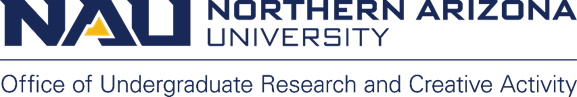 NAU NORTHERN ARIZONA
UNIVERSITY
Office of Undergraduate Research and Creative Activity